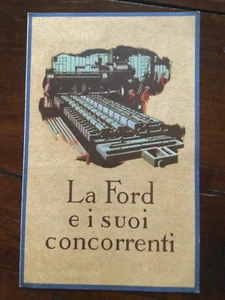 La Ford
e i suoi
concorrenti